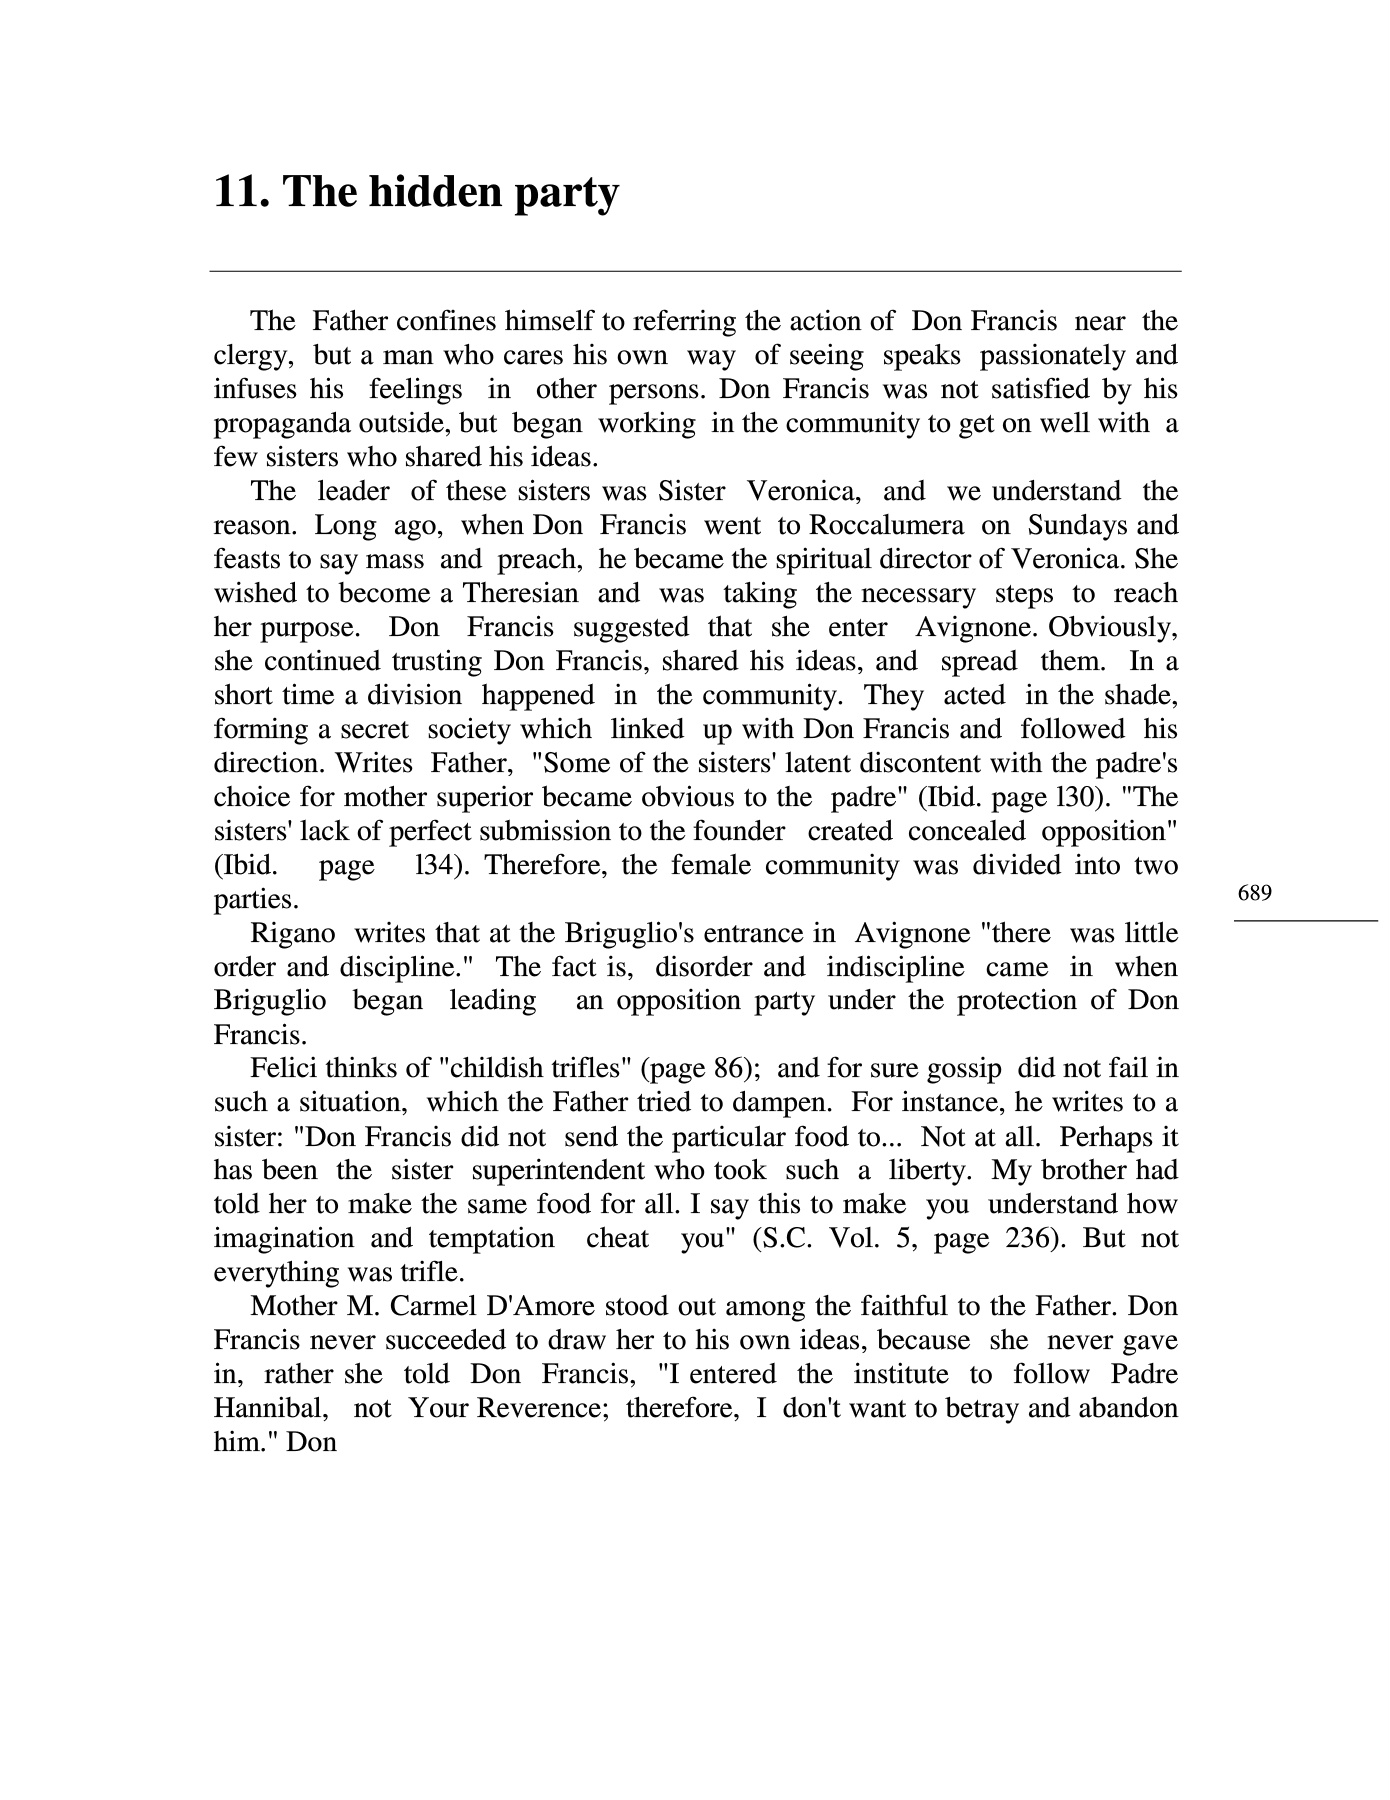 11. The hidden party
The Father confines himself to referring the action of Don Francis near the
clergy, but a man who cares his own way of seeing speaks passionately and
infuses his feelings in other persons. Don Francis was not satisfied by his
propaganda outside, but began working in the community to get on well with a
few sisters who shared his ideas.
The leader of these sisters was Sister Veronica, and we understand the
reason. Long ago, when Don Francis went to Roccalumera on Sundays and
feasts to say mass and preach, he became the spiritual director of Veronica. She
wished to become a Theresian and was taking the necessary steps to reach
her purpose. Don Francis suggested that she enter Avignone. Obviously,
she continued trusting Don Francis, shared his ideas, and spread them. In a
short time a division happened in the community. They acted in the shade,
forming a secret society which linked up with Don Francis and followed his
direction. Writes Father, "Some of the sisters' latent discontent with the padre's
choice for mother superior became obvious to the padre" (Ibid. page l30). "The
sisters' lack of perfect submission to the founder created concealed opposition"
(Ibid. page l34). Therefore, the female community was divided into two
parties.
689
Rigano writes that at the Briguglio's entrance in Avignone "there was little
order and discipline." The fact is, disorder and indiscipline came in when
Briguglio began leading an opposition party under the protection of Don
Francis.
Felici thinks of "childish trifles" (page 86); and for sure gossip did not fail in
such a situation, which the Father tried to dampen. For instance, he writes to a
sister: "Don Francis did not send the particular food to... Not at all. Perhaps it
has been the sister superintendent who took such a liberty. My brother had
told her to make the same food for all. I say this to make you understand how
imagination and temptation cheat you" (S.C. Vol. 5, page 236). But not
everything was trifle.
Mother M. Carmel D'Amore stood out among the faithful to the Father. Don
Francis never succeeded to draw her to his own ideas, because she never gave
in, rather she told Don Francis, "I entered the institute to follow Padre
Hannibal, not Your Reverence; therefore, I don't want to betray and abandon
him." Don